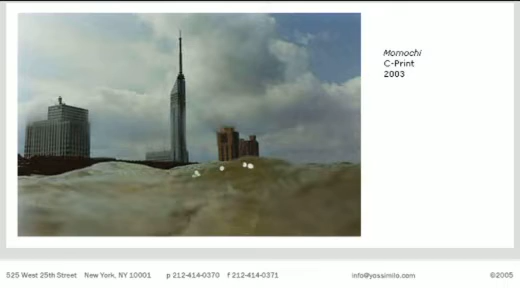 Momochi
C-Print
2003
525 West 25th Street New York, NY 10001 p 212-414-0370 f 212-414-0371 info@yossimilo.com ©2005